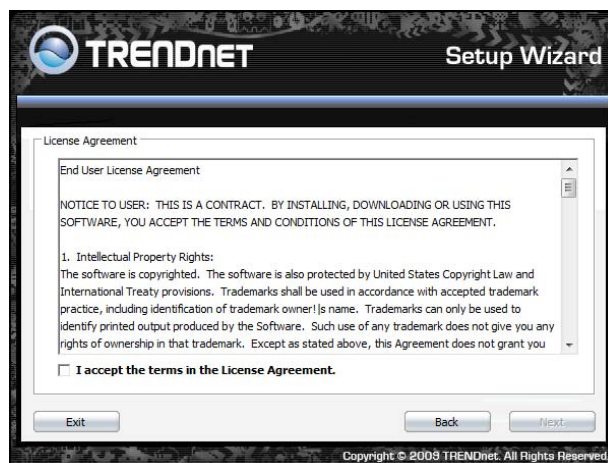 TRENDNET
Setup Wizard
License Agreement
End User License Agreement
NOTICE TO USER: THIS IS A CONTRACT. BY INSTALLING, DOWNLOADING OR USING THIS
SOFTWARE, YOU ACCEPT THE TERMS AND CONDITIONS OF THIS LICENSE AGREEMENT.
1. Intellectual Property Rights:
The software is copyrighted. The software is also protected by United States Copyright Law and
International Treaty provisions. Trademarks shall be used in accordance with accepted trademark
practice, including identification of trademark owner!|s name. Trademarks can only be used to
identify printed output produced by the Software. Such use of any trademark does not give you any
rights of ownership in that trademark. Except as stated above, this Agreement does not grant you
I accept the terms in the License Agreement.
Exit
Back
Next
Copyright © 2009 TRENDnet. All Rights Reserved.